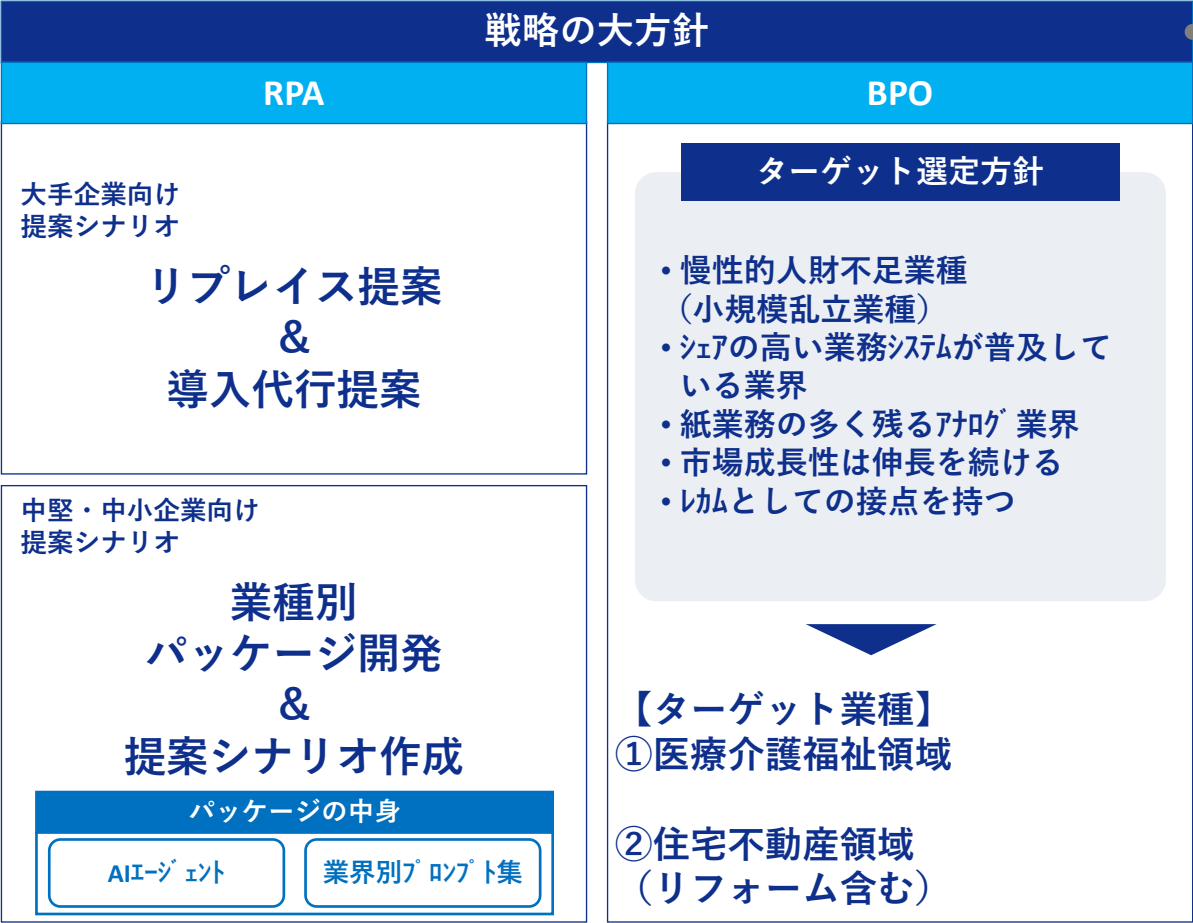 戦略の大方針
RPA
大手企業向け
提案シナリオ
リプレイス提案
&
導入代行提案
中堅・中小企業向け
提案シナリオ
業種別
パッケージ開発
&
提案シナリオ作成
パッケージの中身
AIｴｰｼﾞｪﾝﾄ
業界別ﾌﾟﾛﾝﾌﾟﾄ集
BPO
ターゲット選定方針
・慢性的人財不足業種
（小規模乱立業種）
・ｼｪｱの高い業務ｼｽﾃﾑが普及して
いる業界
・紙業務の多く残るｱﾅﾛｸﾞ業界
・市場成長性は伸長を続ける
・ﾚｶﾑとしての接点を持つ
【ターゲット業種】
①医療介護福祉領域
②住宅不動産領域
（リフォーム含む）